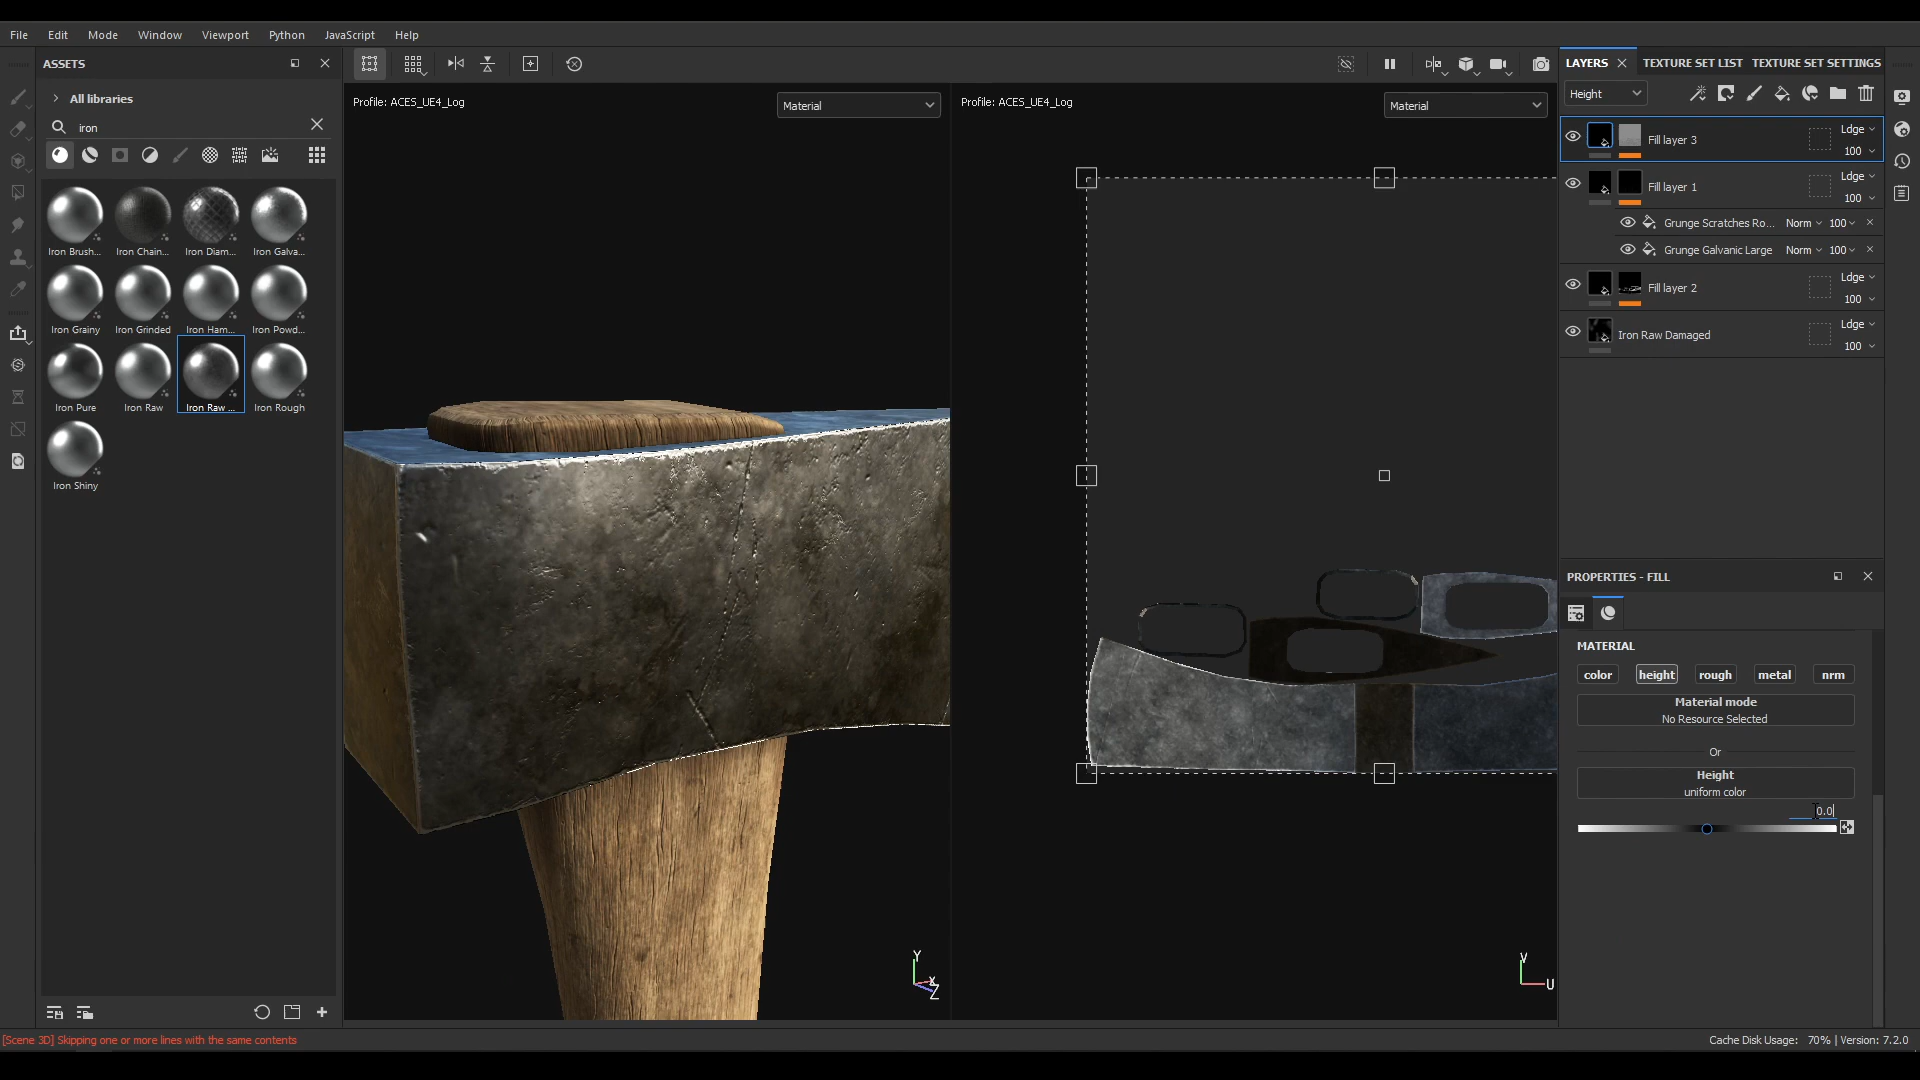 File Edit Mode Window Viewport Python JavaScript Help
ASSETS
All libraries
iron
Iron Brush... Iron Chain... Iron Diam... Iron Galva...
Iron Grainy Iron Grinded Iron Ham... Iron Powd...
Iron Pure Iron Raw Iron Raw ... Iron Rough
Iron Shiny
Profile: ACES_UE4_Log
Material
Profile: ACES_UE4_Log
Material
Y
X
Z
V
U
LAYERS TEXTURE SET LIST TEXTURE SET SETTINGS
Height
Fill layer 3 Ldge
100
Fill layer 1 Ldge
100
Grunge Scratches Ro... Norm 100
Grunge Galvanic Large Norm 100
Fill layer 2 Ldge
100
Iron Raw Damaged Ldge
100
PROPERTIES - FILL
MATERIAL
color height rough metal nrm
Material mode
No Resource Selected
Or
Height
uniform color
0.0
[Scene 3D] Skipping one or more lines with the same contents
Cache Disk Usage: 70% | Version: 7.2.0